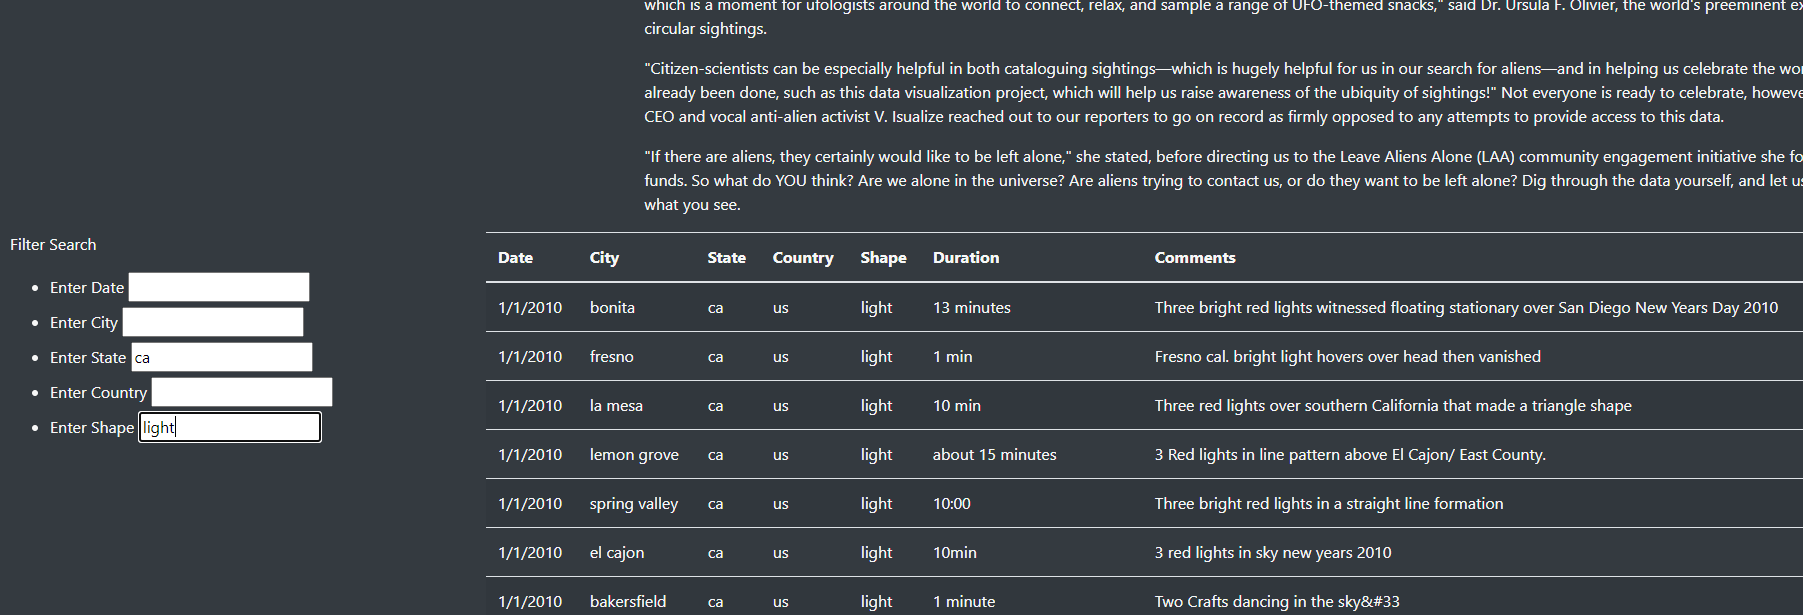 which is a moment for ufologists around the world to connect, relax, and sample a range of UFO-themed snacks," said Dr. Ursula F. Olivier, the world's preeminent
circular sightings.
"Citizen-scientists can be especially helpful in both cataloguing sightings—which is hugely helpful for us in our search for aliens—and in helping us celebrate the
already been done, such as this data visualization project, which will help us raise awareness of the ubiquity of sightings!" Not everyone is ready to celebrate,
CEO and vocal anti-alien activist V. Isualize reached out to our reporters to go on record as firmly opposed to any attempts to provide access to this data.
"If there are aliens, they certainly would like to be left alone," she stated, before directing us to the Leave Aliens Alone (LAA) community engagement initiative she
funds. So what do YOU think? Are we alone in the universe? Are aliens trying to contact us, or do they want to be left alone? Dig through the data yourself, and let
what you see.
Filter Search
Enter Date
Enter City
Enter State ca
Enter Country
Enter Shape light
Date City State Country Shape Duration Comments
1/1/2010 bonita ca us light 13 minutes Three bright red lights witnessed floating stationary over San Diego New Years Day 2010
1/1/2010 fresno ca us light 1 min Fresno cal. bright light hovers over head then vanished
1/1/2010 la mesa ca us light 10 min Three red lights over southern California that made a triangle shape
1/1/2010 lemon grove ca us light about 15 minutes 3 Red lights in line pattern above El Cajon/ East County.
1/1/2010 spring valley ca us light 10:00 Three bright red lights in a straight line formation
1/1/2010 el cajon ca us light 10min 3 red lights in sky new years 2010
1/1/2010 bakersfield ca us light 1 minute Two Crafts dancing in the sky&#33